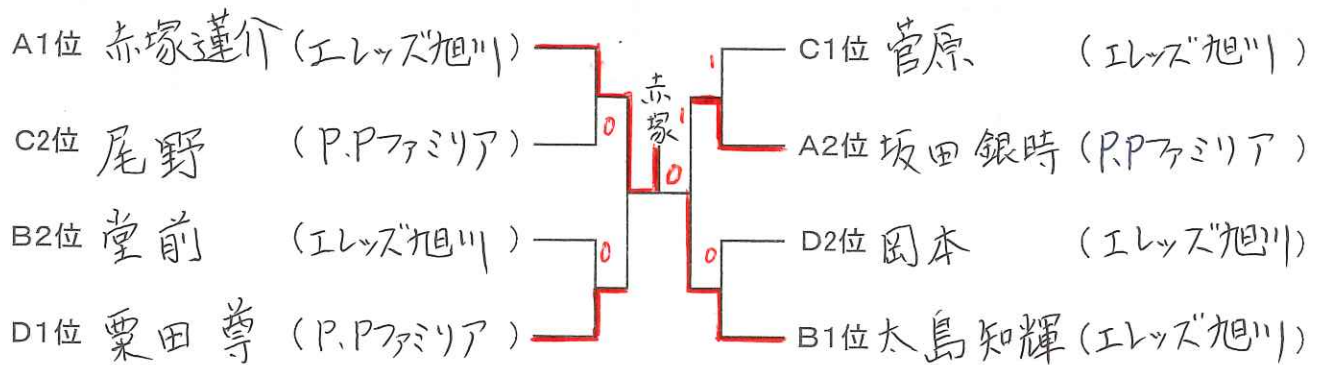 A1位 赤塚蓮介 (エレッズ旭川)
C2位 尾野 (P.Pファミリア)
B2位 堂前 (エレッズ旭川)
D1位 粟田 尊 (P.Pファミリア)
0
0
赤塚
0
1
1
0
C1位 菅原 (エレッズ旭川)
A2位 坂田銀時 (P.Pファミリア)
D2位 岡本 (エレッズ旭川)
B1位 太島知輝 (エレッズ旭川)